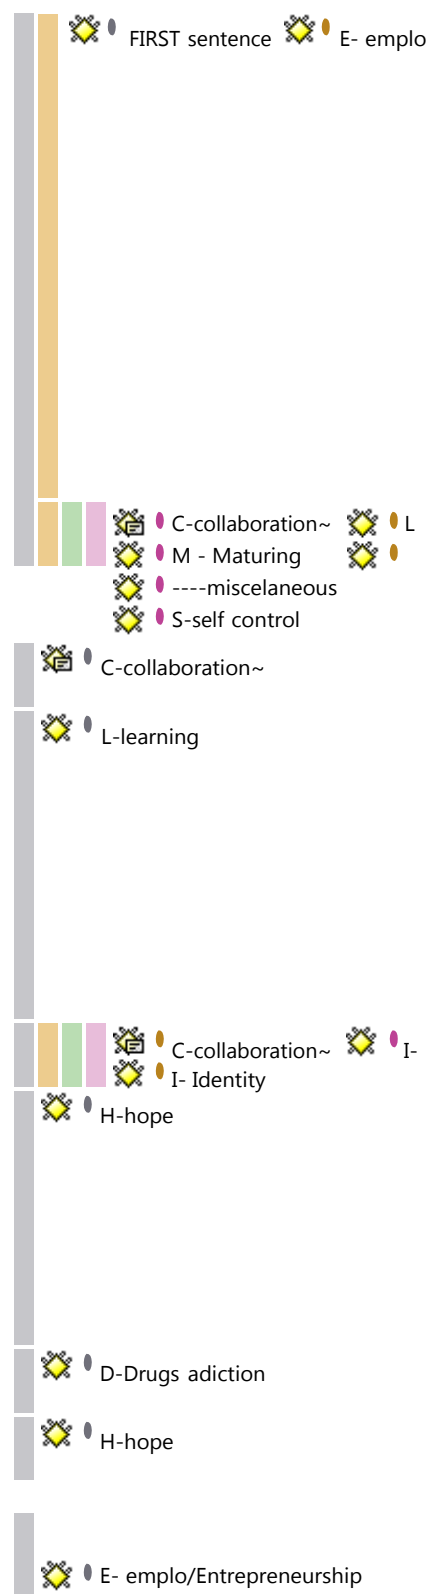 FIRST sentence E- emplo
C-collaboration~ L
M - Maturing
----miscelaneous
S-self control
C-collaboration~
L-learning
C-collaboration~ I-
I- Identity
H-hope
D-Drugs adiction
H-hope
E- emplo/Entrepreneurship